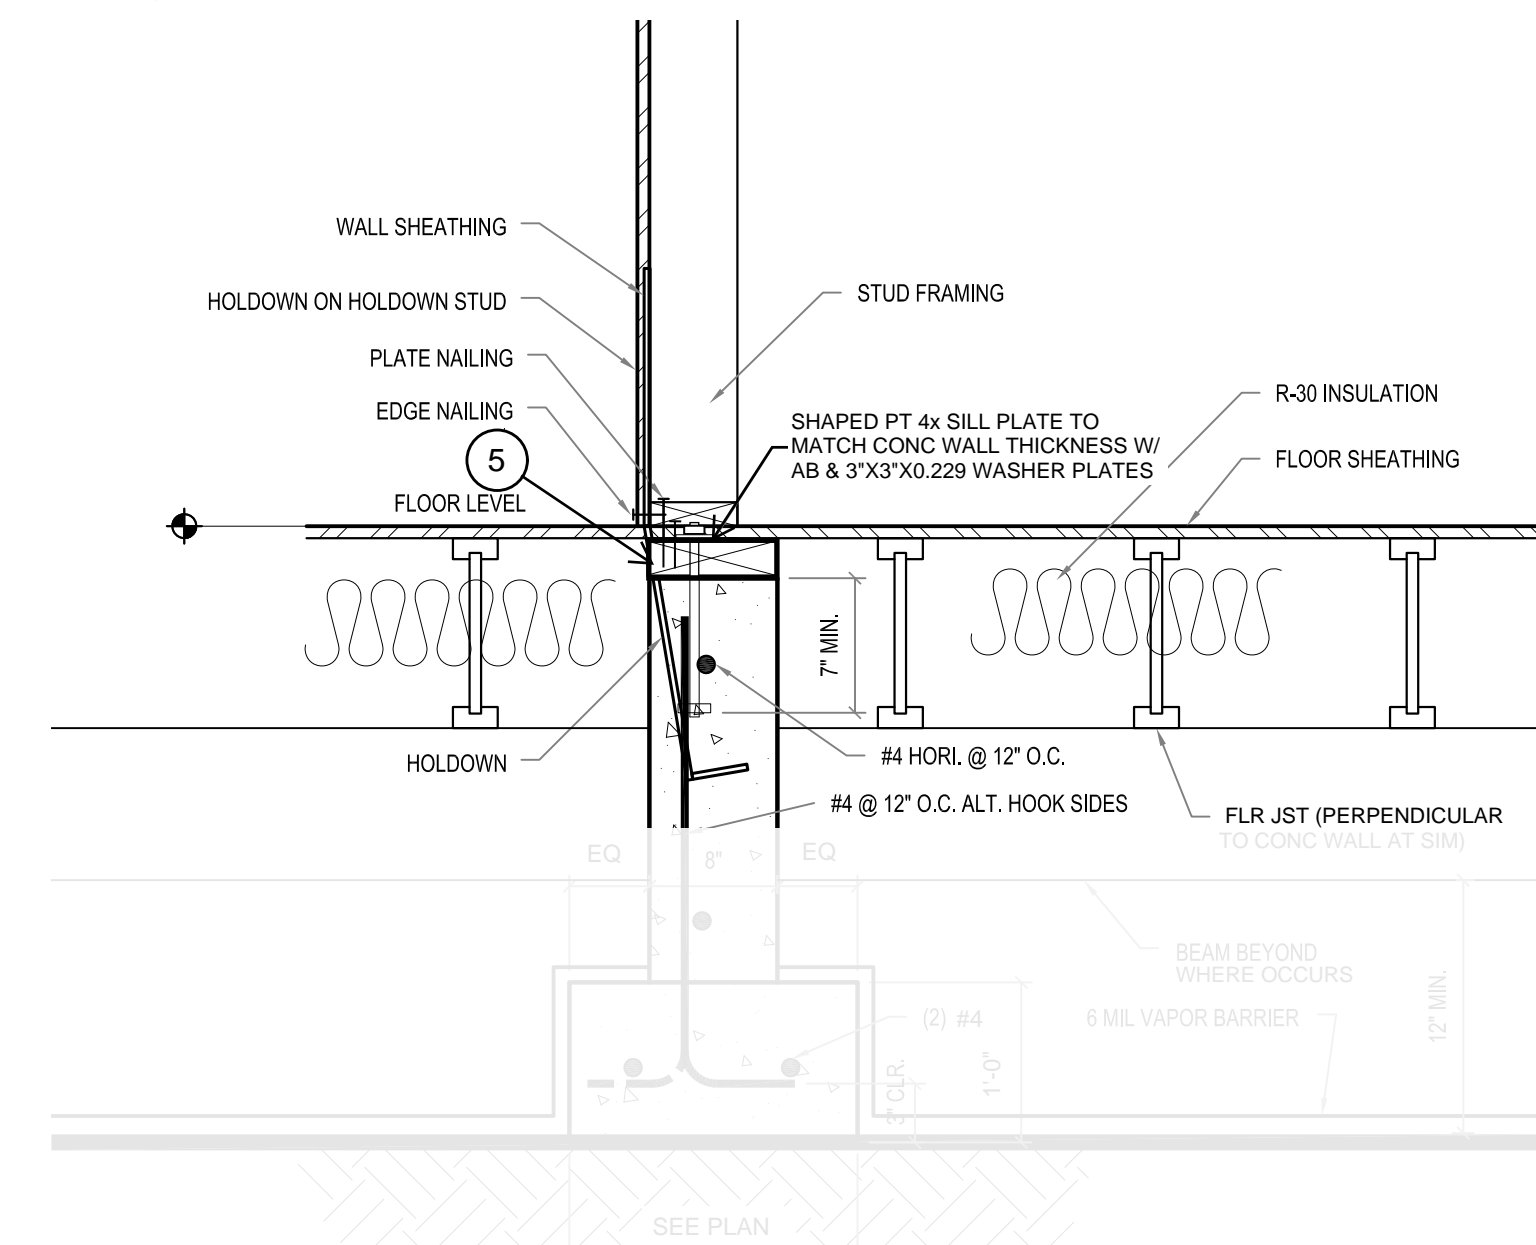 WALL SHEATHING
HOLDOWN ON HOLDOWN STUD
STUD FRAMING
PLATE NAILING
R-30 INSULATION
EDGE NAILING
SHAPED PT 4x SILL PLATE TO
MATCH CONC WALL THICKNESS W/
AB & 3"X3"X0.229 WASHER PLATES
5
FLOOR SHEATHING
FLOOR LEVEL
7" MIN.
HOLDOWN
#4 HORI. @ 12" O.C.
#4 @ 12" O.C. ALT. HOOK SIDES
FLR JST (PERPENDICULAR
TO CONC WALL AT SIM)
EQ
8"
EQ
BEAM BEYOND
WHERE OCCURS
12" MIN.
(2) #4
6 MIL VAPOR BARRIER
3" CLR.
1'-0"
SEE PLAN